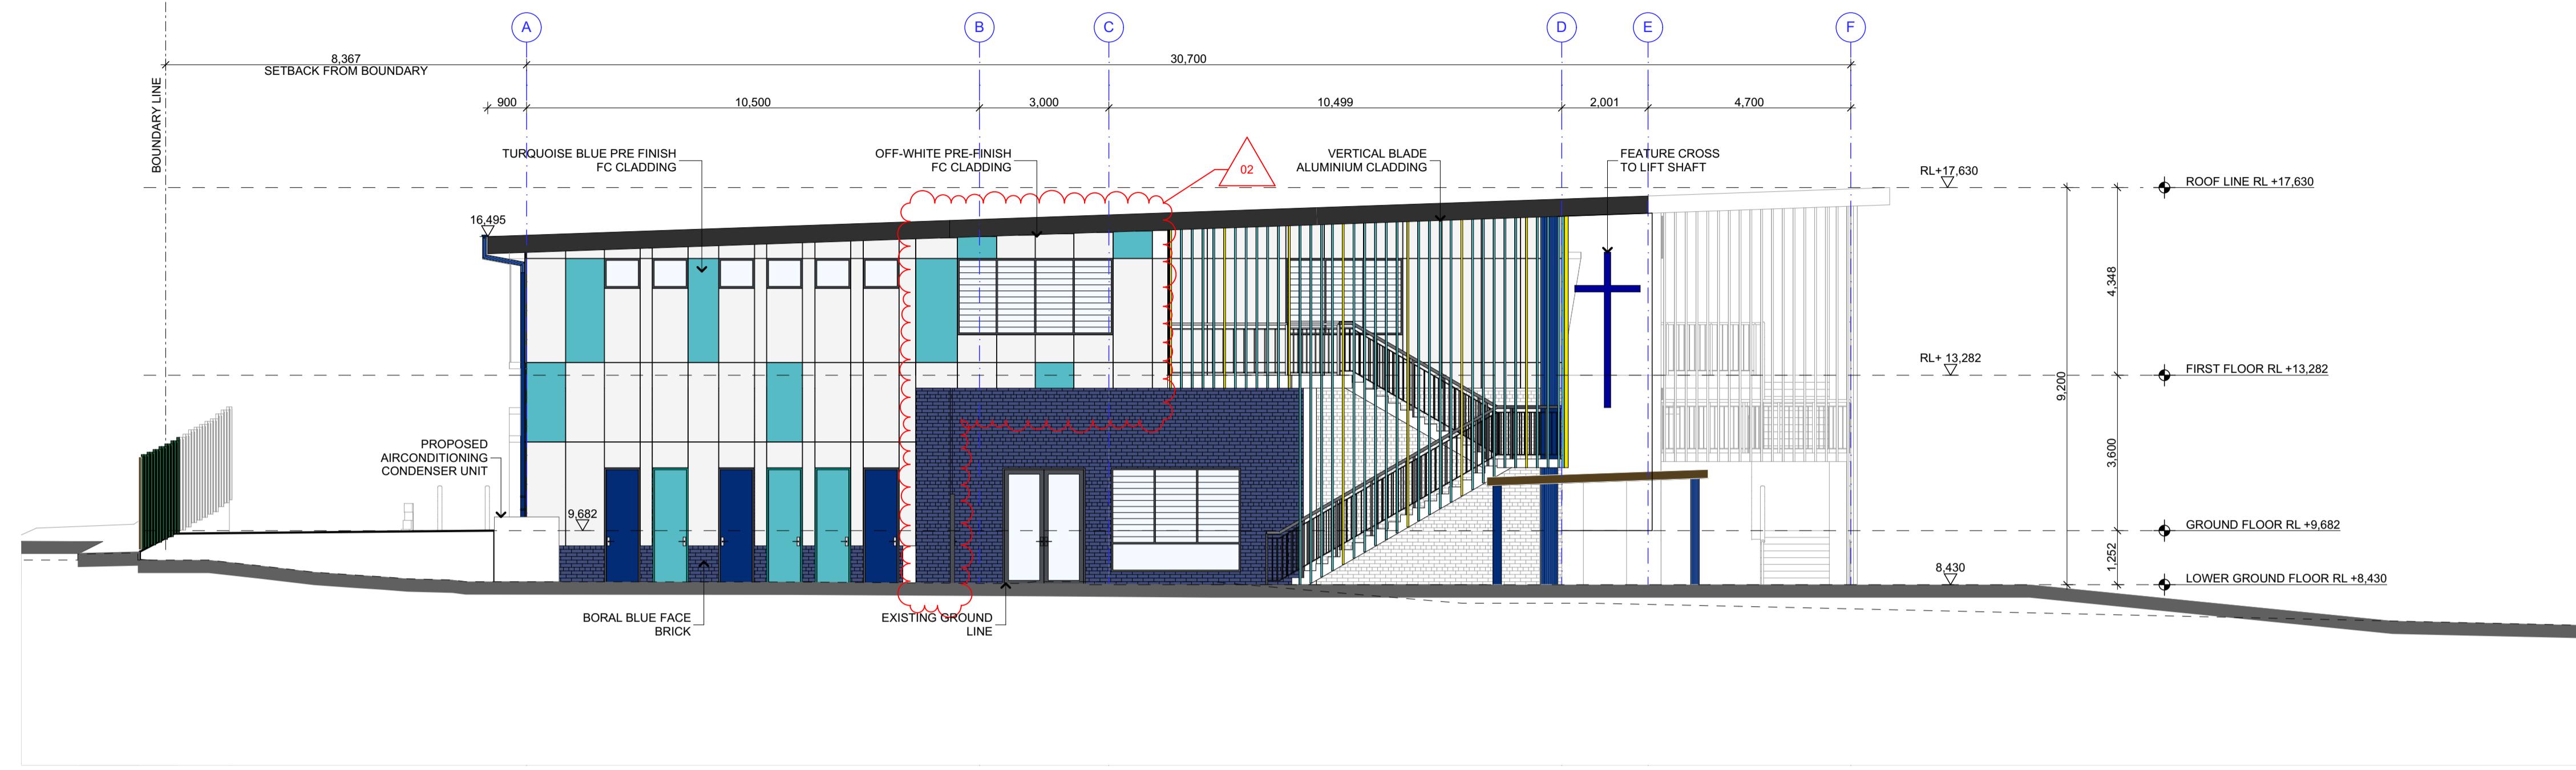 A
B
C
D
E
F
8,367
SETBACK FROM BOUNDARY
30,700
BOUNDARY LINE
900
10,500
3,000
10,499
2,001
4,700
TURQUOISE BLUE PRE FINISH
FC CLADDING
OFF-WHITE PRE-FINISH
FC CLADDING
VERTICAL BLADE
ALUMINIUM CLADDING
FEATURE CROSS
TO LIFT SHAFT
02
RL+17,630
ROOF LINE RL +17,630
16,495
4,348
RL+ 13,282
FIRST FLOOR RL +13,282
9,200
PROPOSED
AIRCONDITIONING
CONDENSER UNIT
3,600
9,682
GROUND FLOOR RL +9,682
1,252
8,430
LOWER GROUND FLOOR RL +8,430
BORAL BLUE FACE
BRICK
EXISTING GROUND
LINE